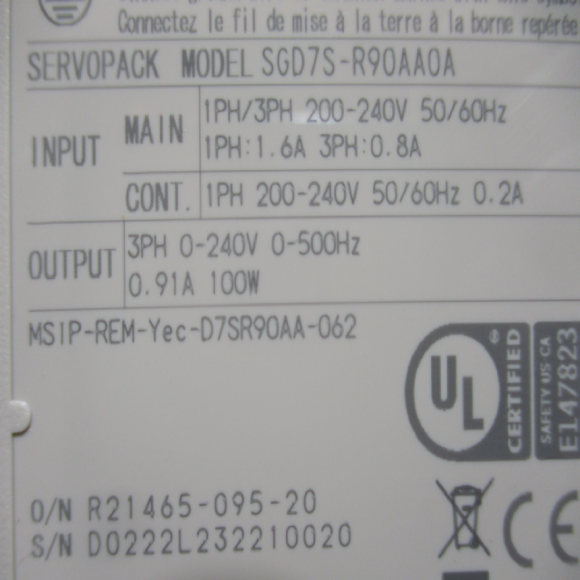 Connectez le fil de mise à la terre à la borne repérée
SERVOPACK MODEL SGD7S-R90AA0A
INPUT
MAIN
1PH/3PH 200-240V 50/60Hz
1PH:1.6A 3PH:0.8A
CONT. 1PH 200-240V 50/60Hz 0.2A
OUTPUT
3PH 0-240V 0-500Hz
0.91A 100W
MSIP-REM-Yec-D7SR90AA-062
UL ®
CERTIFIED
SAFETY US CA
E147823
O/N R21465-095-20
S/N D0222L232210020
CE